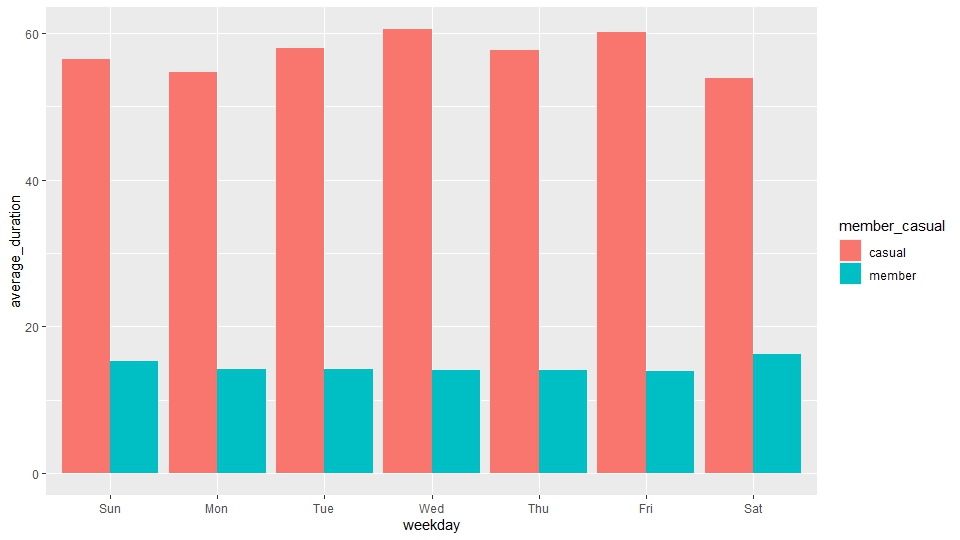 60
40
20
0
average_duration
Sun Mon Tue Wed Thu Fri Sat
weekday
member_casual
casual
member